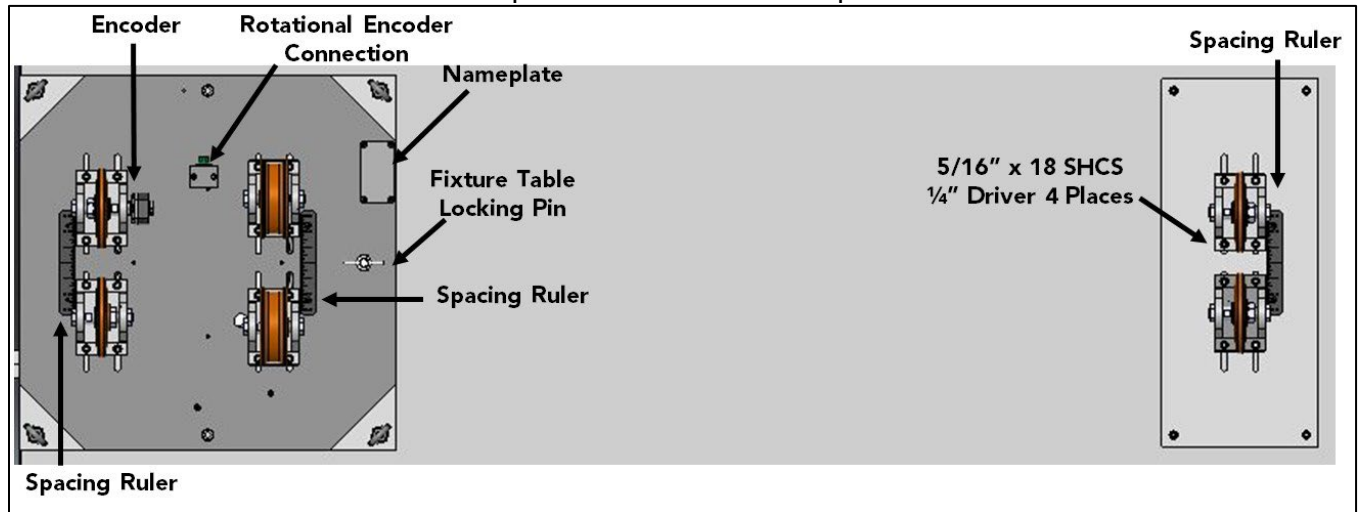 Encoder
Rotational Encoder
Connection
Nameplate
Spacing Ruler
5/16” x 18 SHCS
¼” Driver 4 Places
Fixture Table
Locking Pin
Spacing Ruler
Spacing Ruler